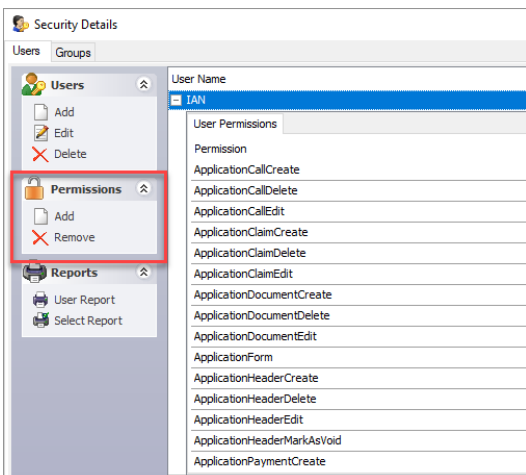 Security Details
Users Groups
Users
Add
Edit
Delete
Permissions
Add
Remove
Reports
User Report
Select Report
User Name
IAN
User Permissions
Permission
ApplicationCallCreate
ApplicationCallDelete
ApplicationCallEdit
ApplicationClaimCreate
ApplicationClaimDelete
ApplicationClaimEdit
ApplicationDocumentCreate
ApplicationDocumentDelete
ApplicationDocumentEdit
ApplicationForm
ApplicationHeaderCreate
ApplicationHeaderDelete
ApplicationHeaderEdit
ApplicationHeaderMarkAsVoid
ApplicationPaymentCreate